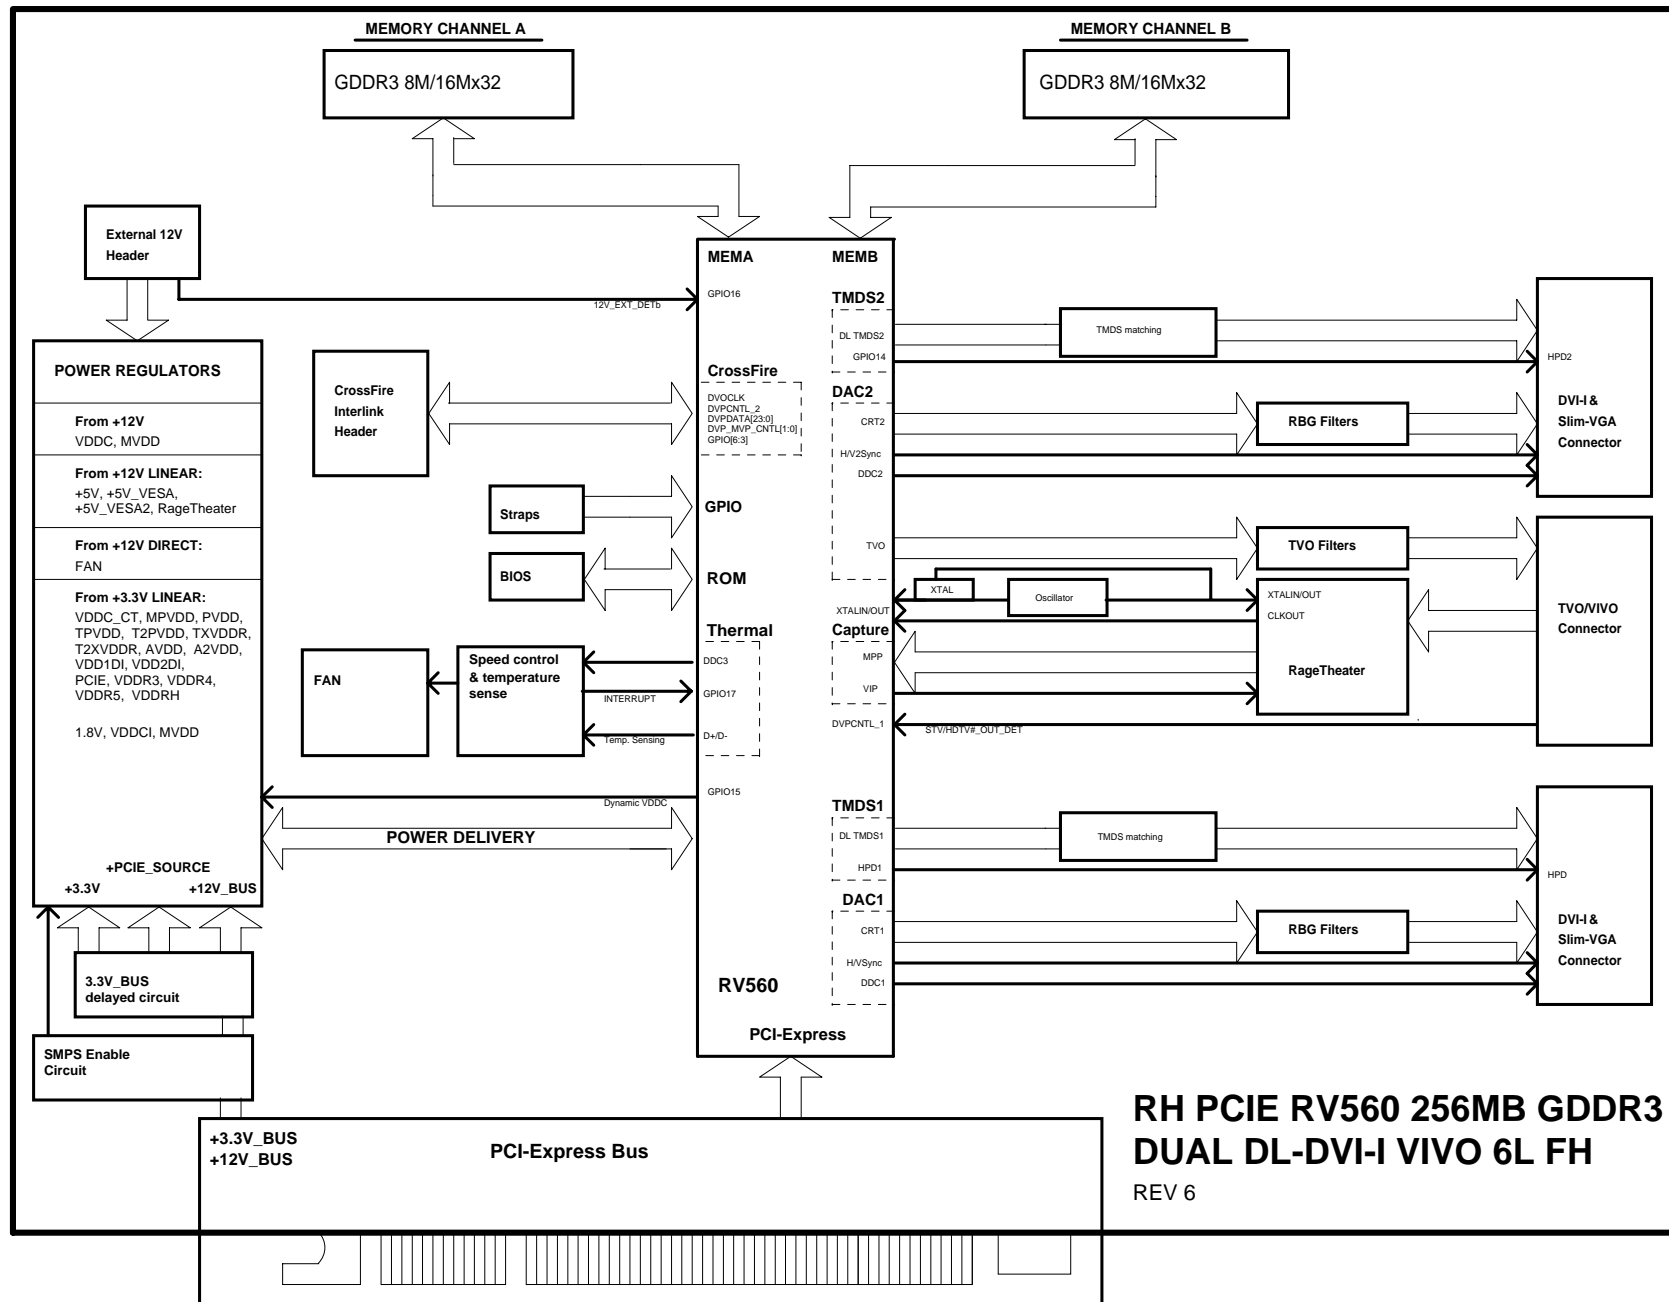 MEMORY CHANNEL A
GDDR3 8M/16Mx32
MEMORY CHANNEL B
GDDR3 8M/16Mx32
External 12V
Header
12V_EXT_DETb
POWER REGULATORS
From +12V
VDDC, MVDD
From +12V LINEAR:
+5V, +5V_VESA,
+5V_VESA2, RageTheater
From +12V DIRECT:
FAN
From +3.3V LINEAR:
VDDC_CT, MPVDD, PVDD,
TPVDD, T2PVDD, TXVDDR,
T2XVDDR, AVDD, A2VDD,
VDD1DI, VDD2DI,
PCIE, VDDR3, VDDR4,
VDDR5, VDDRH
1.8V, VDDCI, MVDD
+PCIE_SOURCE
+3.3V
+12V_BUS
3.3V_BUS
delayed circuit
SMPS Enable
Circuit
CrossFire
Interlink
Header
Straps
BIOS
FAN
Speed control
& temperature
sense
INTERRUPT
Temp. Sensing
Dynamic VDDC
POWER DELIVERY
MEMA
MEMB
GPIO16
CrossFire
DVOCLK
DVPCNTL_2
DVPDATA[23:0]
DVP_MVP_CNTL[1:0]
GPIO[6:3]
GPIO
ROM
Thermal
DDC3
GPIO17
D+/D-
GPIO15
TMDS2
DL TMDS2
GPIO14
DAC2
CRT2
H/V2Sync
DDC2
TVO
XTALIN/OUT
Capture
MPP
VIP
DVPCNTL_1
TMDS1
DL TMDS1
HPD1
DAC1
CRT1
H/VSync
DDC1
RV560
PCI-Express
TMDS matching
RBG Filters
TVO Filters
XTAL
Oscillator
XTALIN/OUT
CLKOUT
RageTheater
STV/HDTV#_OUT_DET
TMDS matching
RBG Filters
HPD2
DVI-I &
Slim-VGA
Connector
TVO/VIVO
Connector
HPD
DVI-I &
Slim-VGA
Connector
+3.3V_BUS
+12V_BUS
PCI-Express Bus
RH PCIE RV560 256MB GDDR3
DUAL DL-DVI-I VIVO 6L FH
REV 6